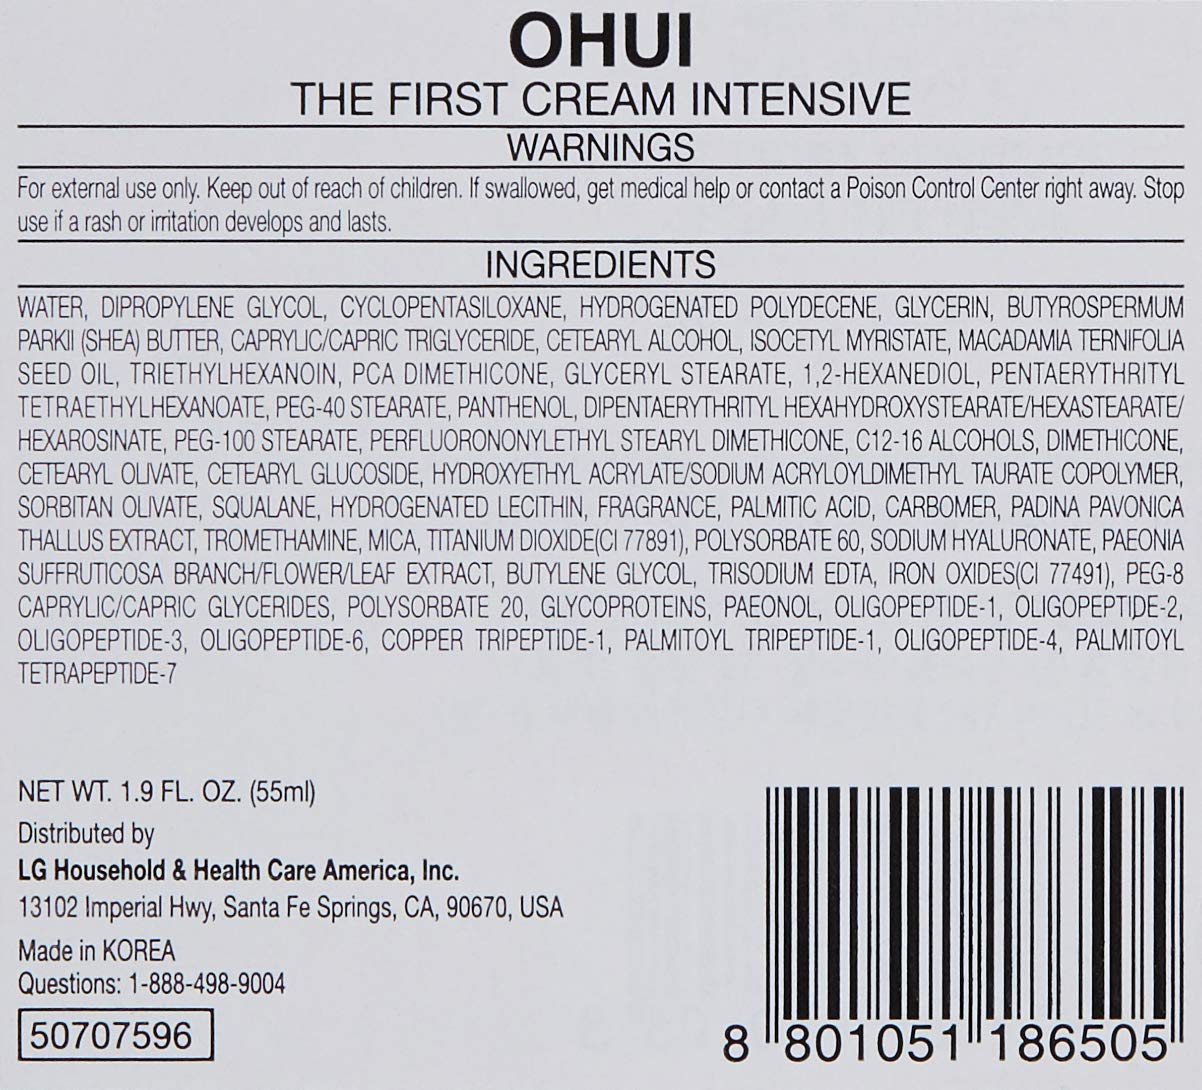 OHUI
THE FIRST CREAM INTENSIVE
WARNINGS
For external use only. Keep out of reach of children. If swallowed, get medical help or contact a Poison Control Center right away. Stop
use if a rash or irritation develops and lasts.
INGREDIENTS
WATER, DIPROPYLENE GLYCOL, CYCLOPENTASILOXANE, HYDROGENATED POLYDECENE, GLYCERIN, BUTYROSPERMUM
PARKII (SHEA) BUTTER, CAPRYLIC/CAPRIC TRIGLYCERIDE, CETEARYL ALCOHOL, ISOCETYL MYRISTATE, MACADAMIA TERNIFOLIA
SEED OIL, TRIETHYLHEXANOIN, PCA DIMETHICONE, GLYCERYL STEARATE, 1,2-HEXANEDIOL, PENTAERYTHRITYL
TETRAETHYLHEXANOATE, PEG-40 STEARATE, PANTHENOL, DIPENTAERYTHRITYL HEXAHYDROXYSTEARATE/HEXASTEARATE/
HEXAROSINATE, PEG-100 STEARATE, PERFLUORONONYLETHYL STEARYL DIMETHICONE, C12-16 ALCOHOLS, DIMETHICONE,
CETEARYL OLIVATE, CETEARYL GLUCOSIDE, HYDROXYETHYL ACRYLATE/SODIUM ACRYLOYLDIMETHYL TAURATE COPOLYMER,
SORBITAN OLIVATE, SQUALANE, HYDROGENATED LECITHIN, FRAGRANCE, PALMITIC ACID, CARBOMER, PADINA PAVONICA
THALLUS EXTRACT, TROMETHAMINE, MICA, TITANIUM DIOXIDE(CI 77891), POLYSORBATE 60, SODIUM HYALURONATE, PAEONIA
SUFFRUTICOSA BRANCH/FLOWER/LEAF EXTRACT, BUTYLENE GLYCOL, TRISODIUM EDTA, IRON OXIDES(CI 77491), PEG-8
CAPRYLIC/CAPRIC GLYCERIDES, POLYSORBATE 20, GLYCOPROTEINS, PAEONOL, OLIGOPEPTIDE-1, OLIGOPEPTIDE-2,
OLIGOPEPTIDE-3, OLIGOPEPTIDE-6, COPPER TRIPEPTIDE-1, PALMITOYL TRIPEPTIDE-1, OLIGOPEPTIDE-4, PALMITOYL
TETRAPEPTIDE-7
NET WT. 1.9 FL. OZ. (55ml)
Distributed by
LG Household & Health Care America, Inc.
13102 Imperial Hwy, Santa Fe Springs, CA, 90670, USA
Made in KOREA
Questions: 1-888-498-9004
50707596
8 801051 186505